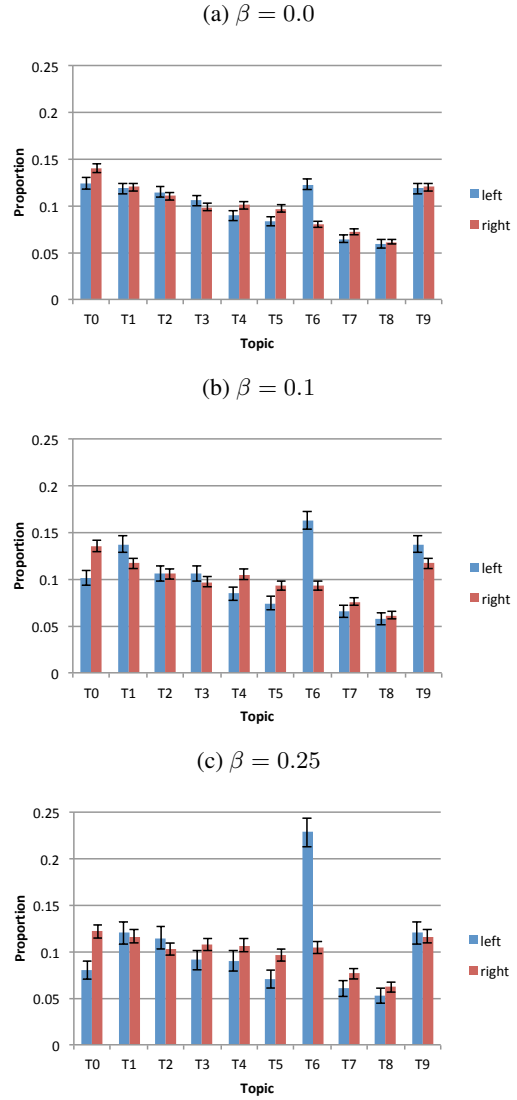 (a) β = 0.0
0.25
0.2
0.15
0.1
0.05
0
Proportion
T0 T1 T2 T3 T4 T5 T6 T7 T8 T9
Topic
left
right
(b) β = 0.1
0.25
0.2
0.15
0.1
0.05
0
Proportion
T0 T1 T2 T3 T4 T5 T6 T7 T8 T9
Topic
left
right
(c) β = 0.25
0.25
0.2
0.15
0.1
0.05
0
Proportion
T0 T1 T2 T3 T4 T5 T6 T7 T8 T9
Topic
left
right